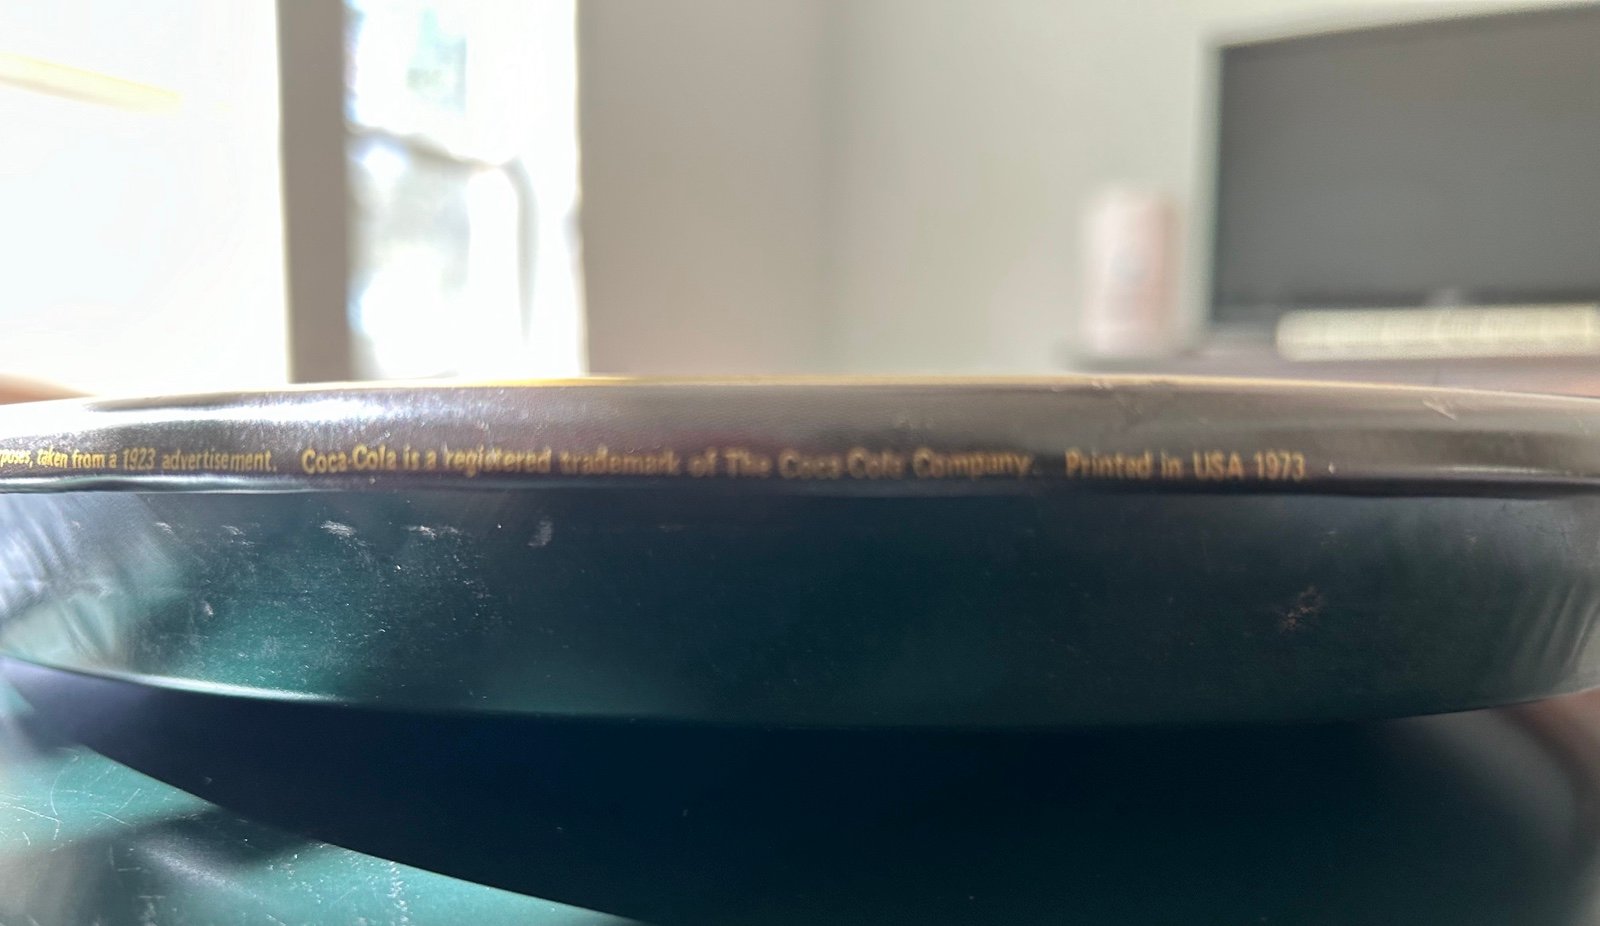 taken from a 1923 advertisement. Coca-Cola is a registered trademark of The Coca-Cola Company. Printed in USA 1973